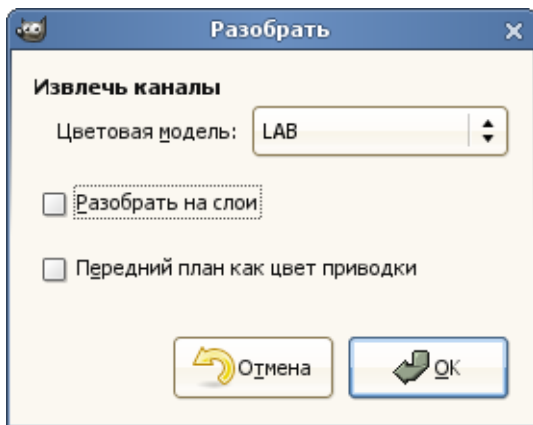 Разобрать
Извлечь каналы
Цветовая модель: LAB
Разобрать на слои
Передний план как цвет приводки
Отмена OK